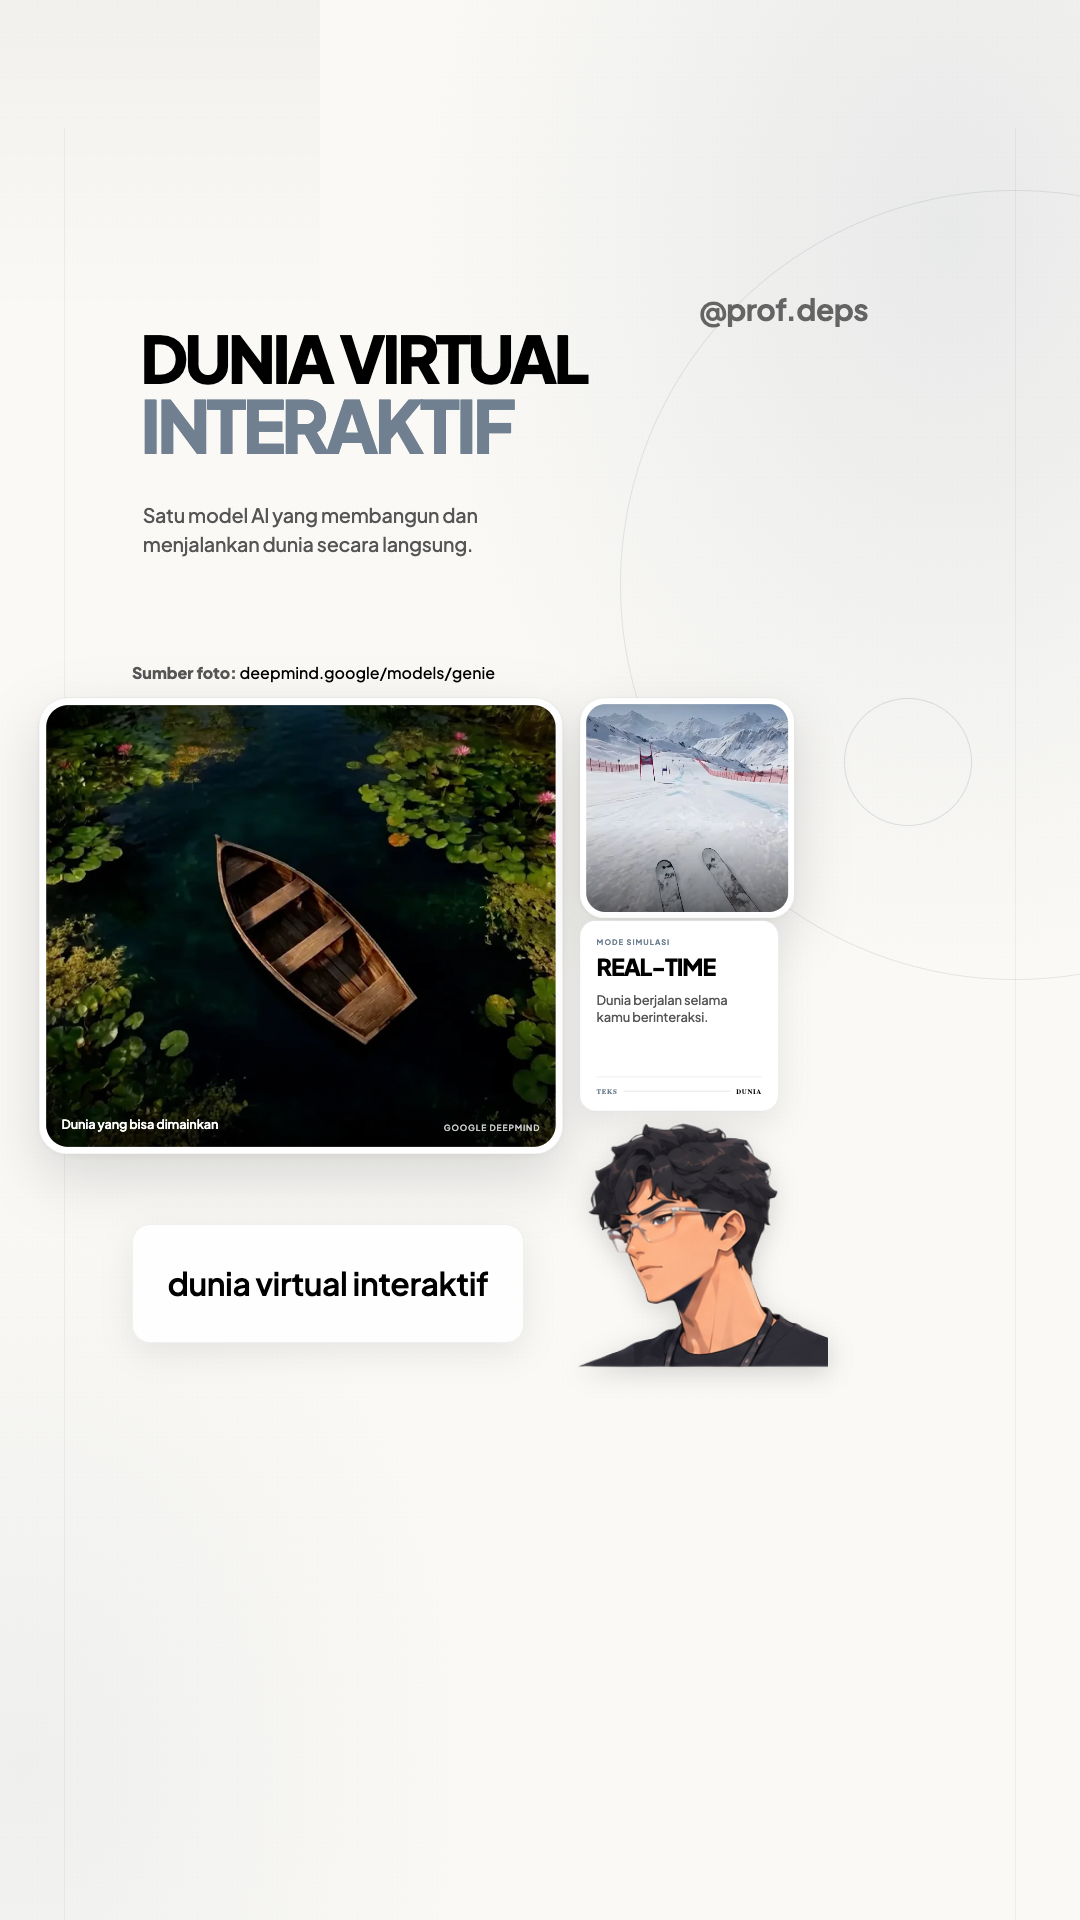 @prof.deps
DUNIA VIRTUAL
INTERAKTIF
Satu model AI yang membangun dan
menjalankan dunia secara langsung.
Sumber foto: deepmind.google/models/genie
Dunia yang bisa dimainkan
GOOGLE DEEPMIND
MODE SIMULASI
REAL-TIME
Dunia berjalan selama
kamu berinteraksi.
TEKS DUNIA
dunia virtual interaktif